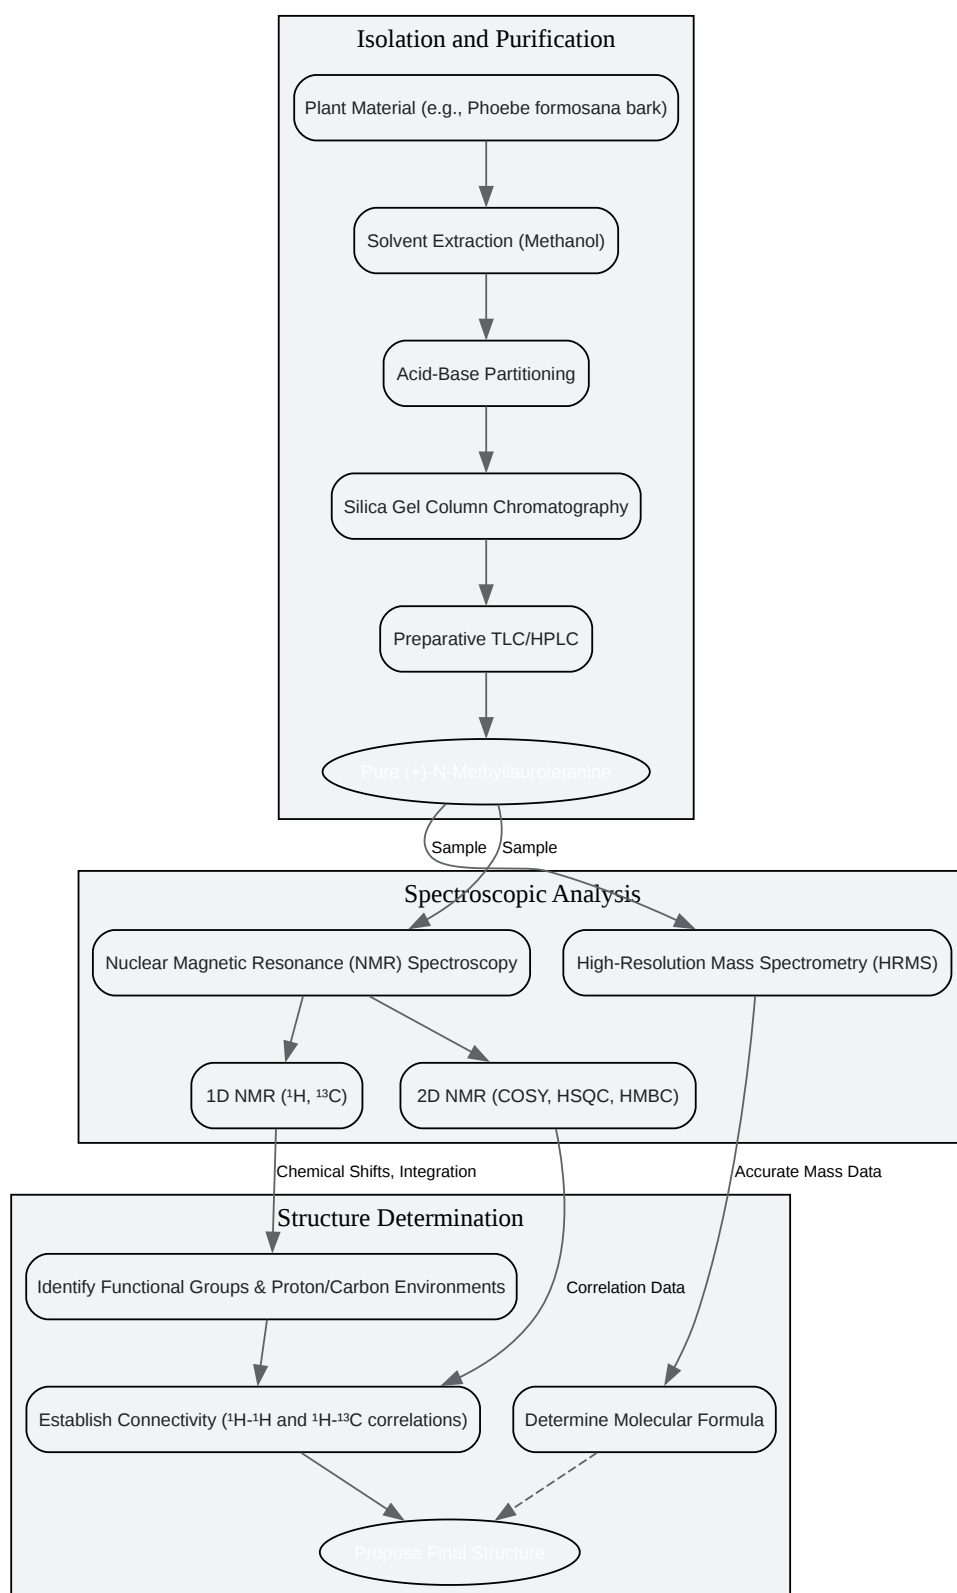 Isolation and Purification
Plant Material (e.g., Phoebe formosana bark)
Solvent Extraction (Methanol)
Acid-Base Partitioning
Silica Gel Column Chromatography
Preparative TLC/HPLC
Pure (+)-N-Methyllaurotetanine
Sample
Sample
Spectroscopic Analysis
Nuclear Magnetic Resonance (NMR) Spectroscopy
High-Resolution Mass Spectrometry (HRMS)
1D NMR (¹H, ¹³C)
2D NMR (COSY, HSQC, HMBC)
Chemical Shifts, Integration
Accurate Mass Data
Structure Determination
Identify Functional Groups & Proton/Carbon Environments
Correlation Data
Establish Connectivity (¹H-¹H and ¹H-¹³C correlations)
Determine Molecular Formula
Propose Final Structure